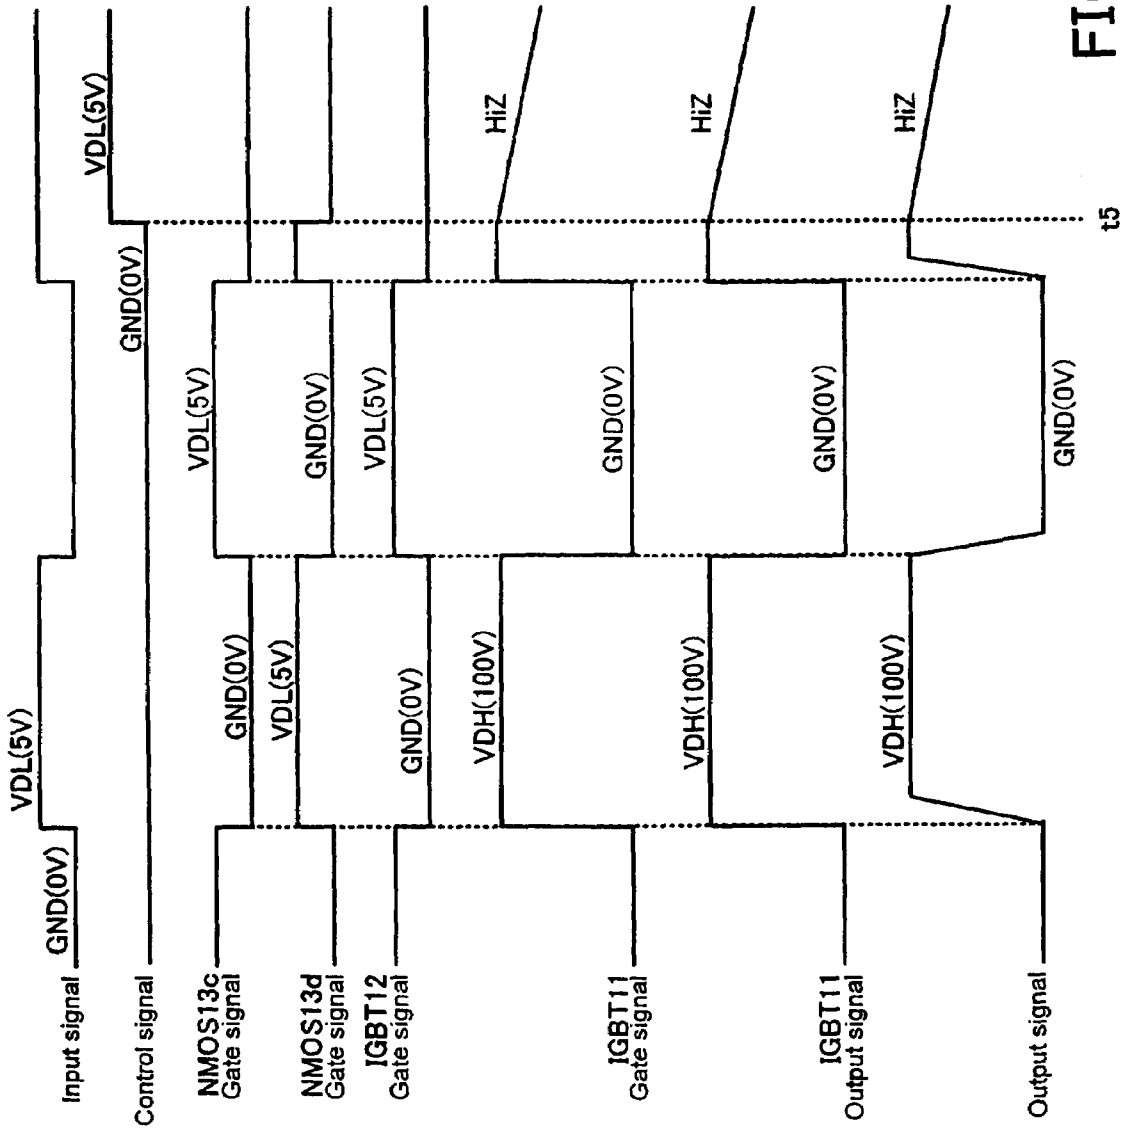 Input signal
GND(0V)
VDL(5V)
Control signal
GND(0V)
VDL(5V)
NMOS13c
Gate signal
GND(0V)
VDL(5V)
NMOS13d
Gate signal
VDL(5V)
GND(0V)
IGBT12
Gate signal
GND(0V)
VDL(5V)
IGBT11
Gate signal
VDH(100V)
GND(0V)
HiZ
IGBT11
Output signal
VDH(100V)
GND(0V)
HiZ
Output signal
VDH(100V)
GND(0V)
HiZ
t5
FI